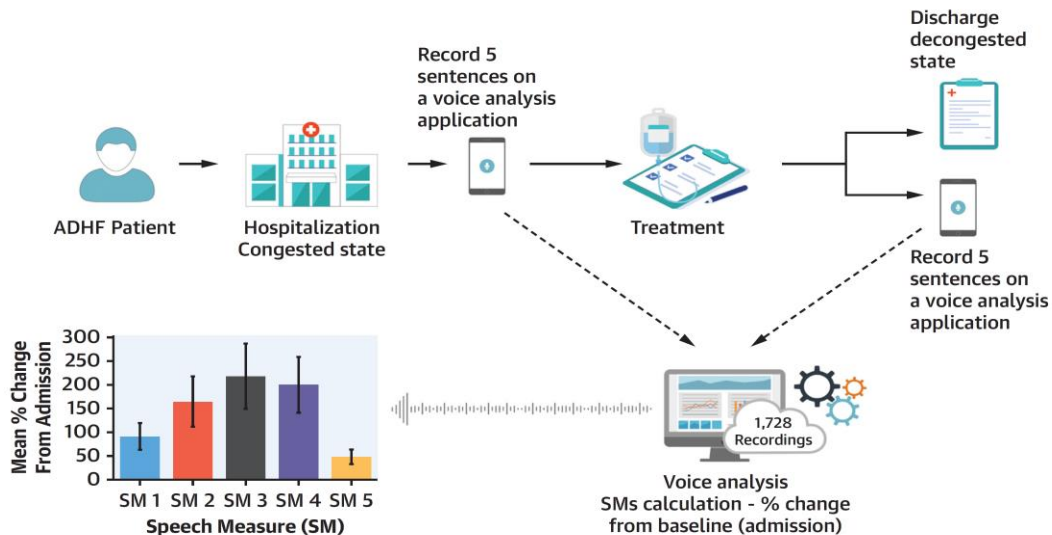 Record 5
sentences on
a voice analysis
application
Discharge
decongested
state
ADHF Patient
Hospitalization
Congested state
Treatment
Record 5
sentences on
a voice analysis
application
Mean % Change
From Admission
300
250
200
150
100
50
0
SM 1 SM 2 SM 3 SM 4 SM 5
Speech Measure (SM)
1,728
Recordings
Voice analysis
SMs calculation - % change
from baseline (admission)